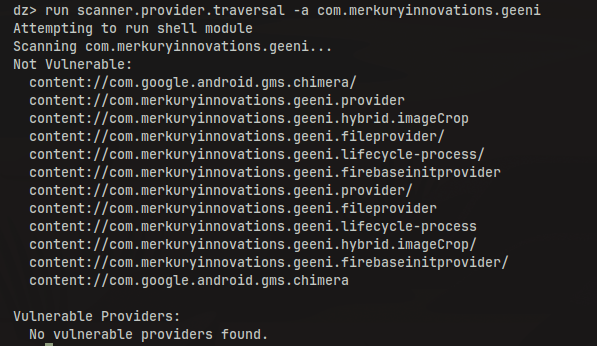 dz> run scanner.provider.traversal -a com.merkuryinnovations.geeni
Attempting to run shell module
Scanning com.merkuryinnovations.geeni...
Not Vulnerable:
  content://com.google.android.gms.chimera/
  content://com.merkuryinnovations.geeni.provider
  content://com.merkuryinnovations.geeni.hybrid.imageCrop
  content://com.merkuryinnovations.geeni.fileprovider/
  content://com.merkuryinnovations.geeni.lifecycle-process/
  content://com.merkuryinnovations.geeni.firebaseinitprovider
  content://com.merkuryinnovations.geeni.provider/
  content://com.merkuryinnovations.geeni.fileprovider
  content://com.merkuryinnovations.geeni.lifecycle-process
  content://com.merkuryinnovations.geeni.hybrid.imageCrop/
  content://com.merkuryinnovations.geeni.firebaseinitprovider/
  content://com.google.android.gms.chimera

Vulnerable Providers:
  No vulnerable providers found.